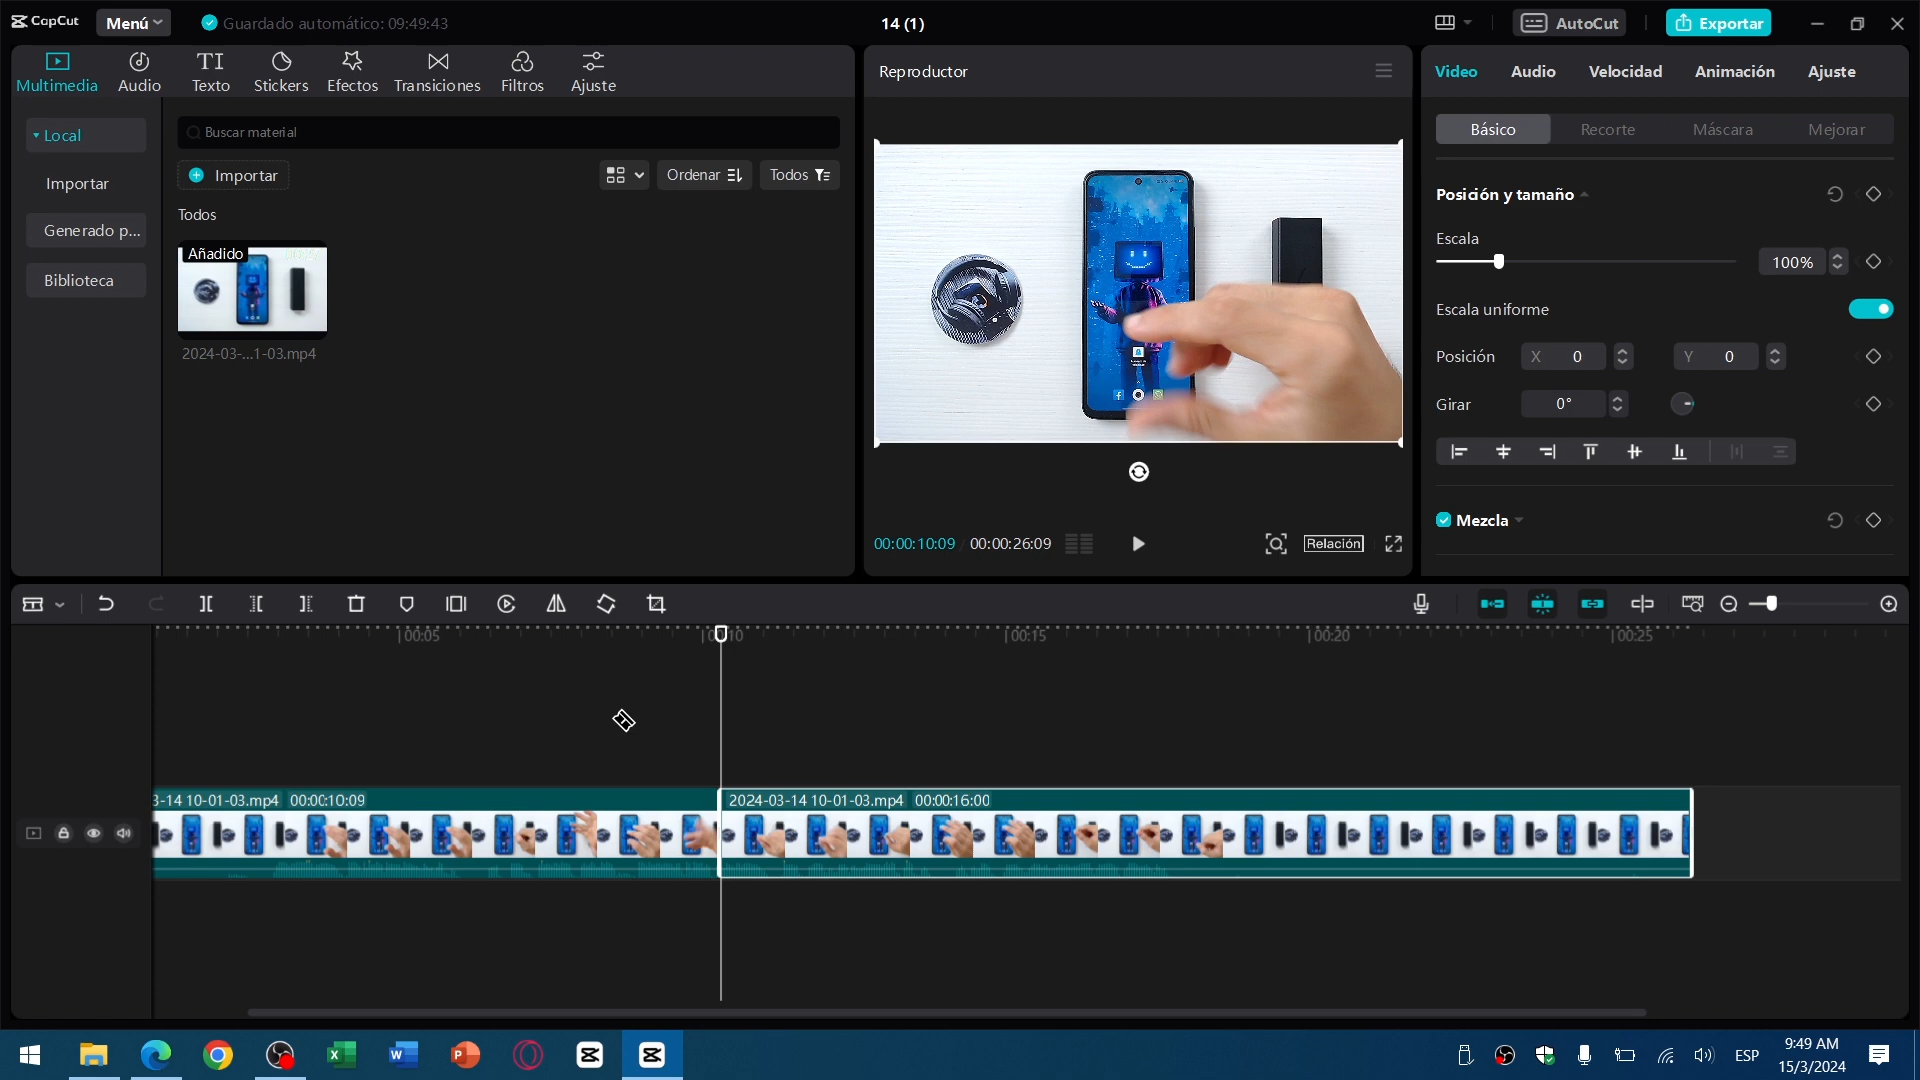 CapCut
Menú
Guardado automático: 09:49:43
14 (1)
AutoCut
Exportar
Multimedia
Audio
Texto
Stickers
Efectos
Transiciones
Filtros
Ajuste
Local
Importar
Generado p...
Biblioteca
Buscar material
Importar
Ordenar
Todos
Todos
Añadido
2024-03-...1-03.mp4
Reproductor
00:00:10:09
00:00:26:09
Relación
Video
Audio
Velocidad
Animación
Ajuste
Básico
Recorte
Máscara
Mejorar
Posición y tamaño
Escala
100%
Escala uniforme
Posición
X 0
Y 0
Girar
0°
Mezcla
00:05
00:10
00:15
00:20
00:25
3-14 10-01-03.mp4 00:00:10:09
2024-03-14 10-01-03.mp4 00:00:16:00
ESP
9:49 AM
15/3/2024